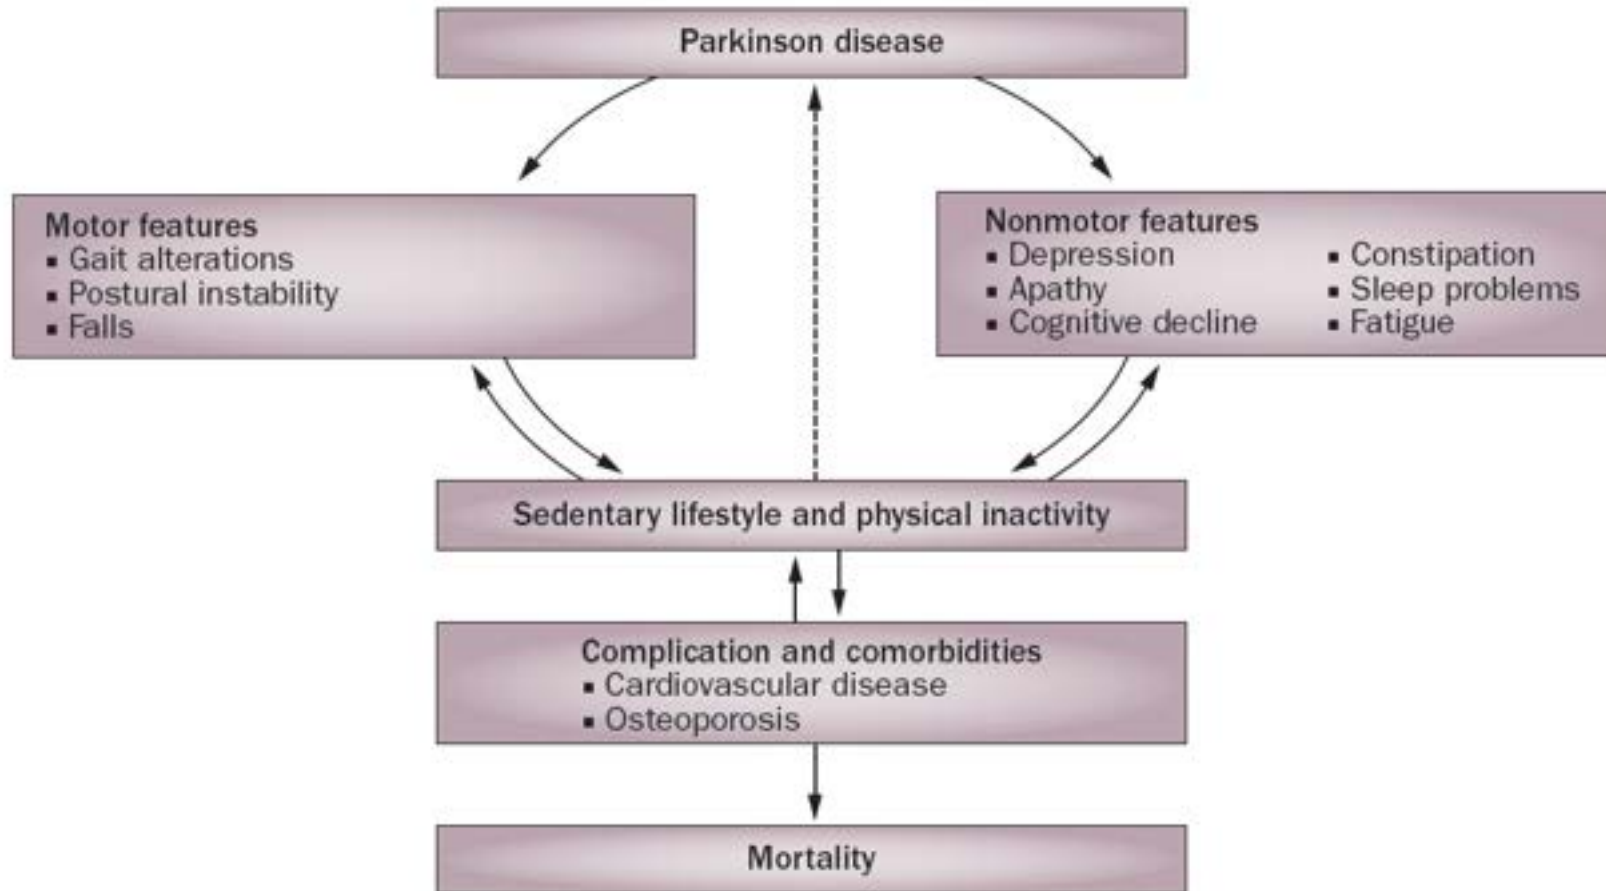 Parkinson disease
Motor features
▪ Gait alterations
▪ Postural instability
▪ Falls
Nonmotor features
▪ Depression
▪ Apathy
▪ Cognitive decline
▪ Constipation
▪ Sleep problems
▪ Fatigue
Sedentary lifestyle and physical inactivity
Complication and comorbidities
▪ Cardiovascular disease
▪ Osteoporosis
Mortality